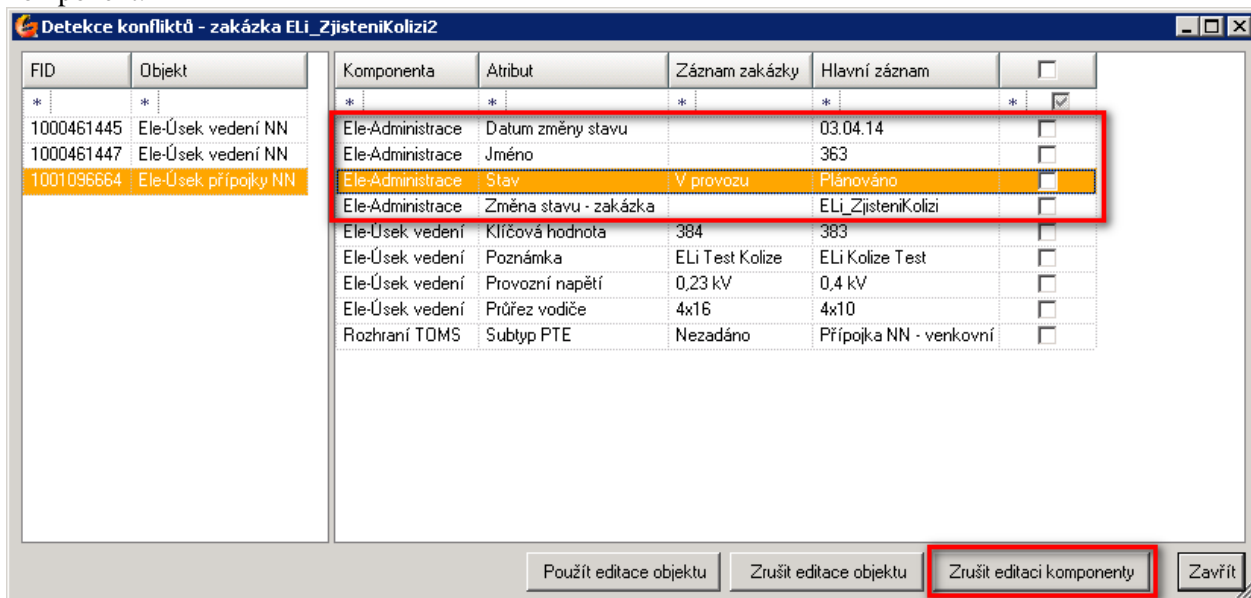 Detekce konfliktů - zakázka ELi_ZjisteniKolizi2
FID Objekt Komponenta Atribut Záznam zakázky Hlavní záznam
* * * * * * *
1000461445 Ele-Úsek vedení NN Ele-Administrace Datum změny stavu 03.04.14
1000461447 Ele-Úsek vedení NN Ele-Administrace Jméno 363
1001096664 Ele-Úsek přípojky NN Ele-Administrace Stav V provozu Plánováno
Ele-Administrace Změna stavu - zakázka ELi_ZjisteniKolizi
Ele-Úsek vedení Klíčová hodnota 384 383
Ele-Úsek vedení Poznámka ELi Test Kolize ELi Kolize Test
Ele-Úsek vedení Provozní napětí 0,23 kV 0,4 kV
Ele-Úsek vedení Průřez vodiče 4x16 4x10
Rozhraní TOMS Subtyp PTE Nezadáno Přípojka NN - venkovní
Použít editace objektu Zrušit editace objektu Zrušit editaci komponenty Zavřít